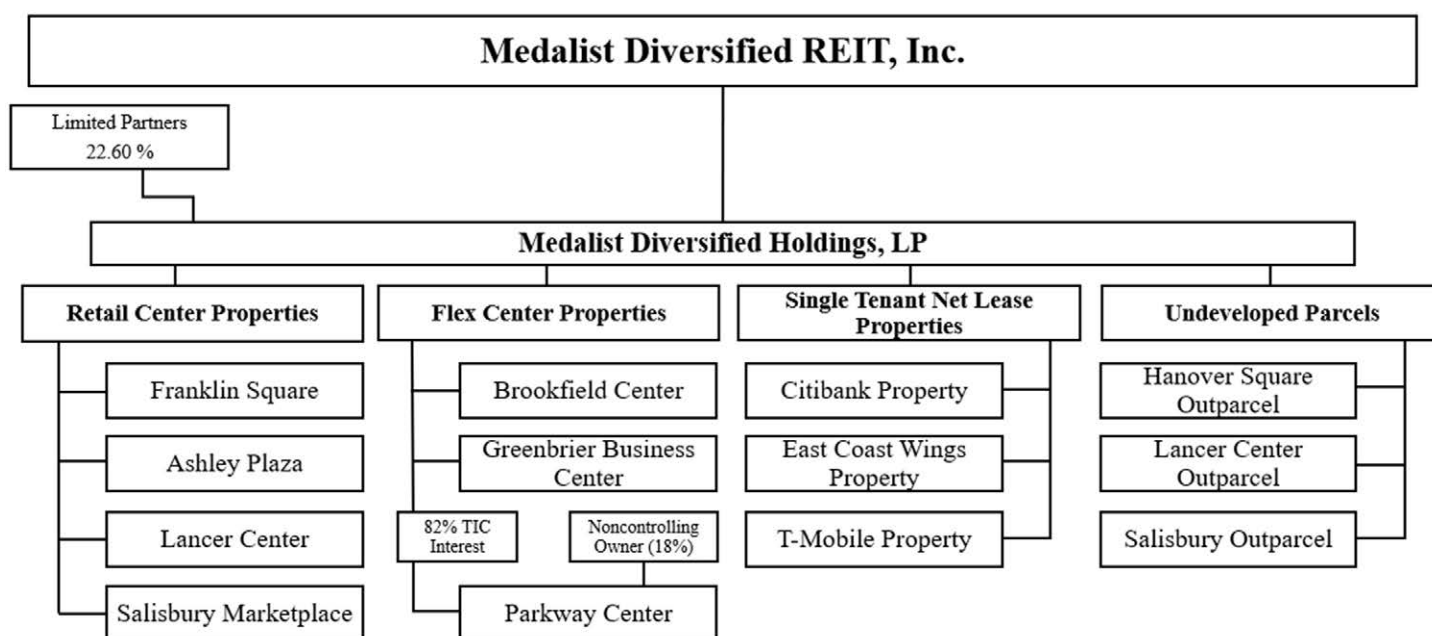 Medalist Diversified REIT, Inc.
Limited Partners
22.60 %
Medalist Diversified Holdings, LP
Retail Center Properties
Franklin Square
Ashley Plaza
Lancer Center
Salisbury Marketplace
Flex Center Properties
Brookfield Center
Greenbrier Business
Center
82% TIC
Interest
Noncontrolling
Owner (18%)
Parkway Center
Single Tenant Net Lease
Properties
Citibank Property
East Coast Wings
Property
T-Mobile Property
Undeveloped Parcels
Hanover Square
Outparcel
Lancer Center
Outparcel
Salisbury Outparcel